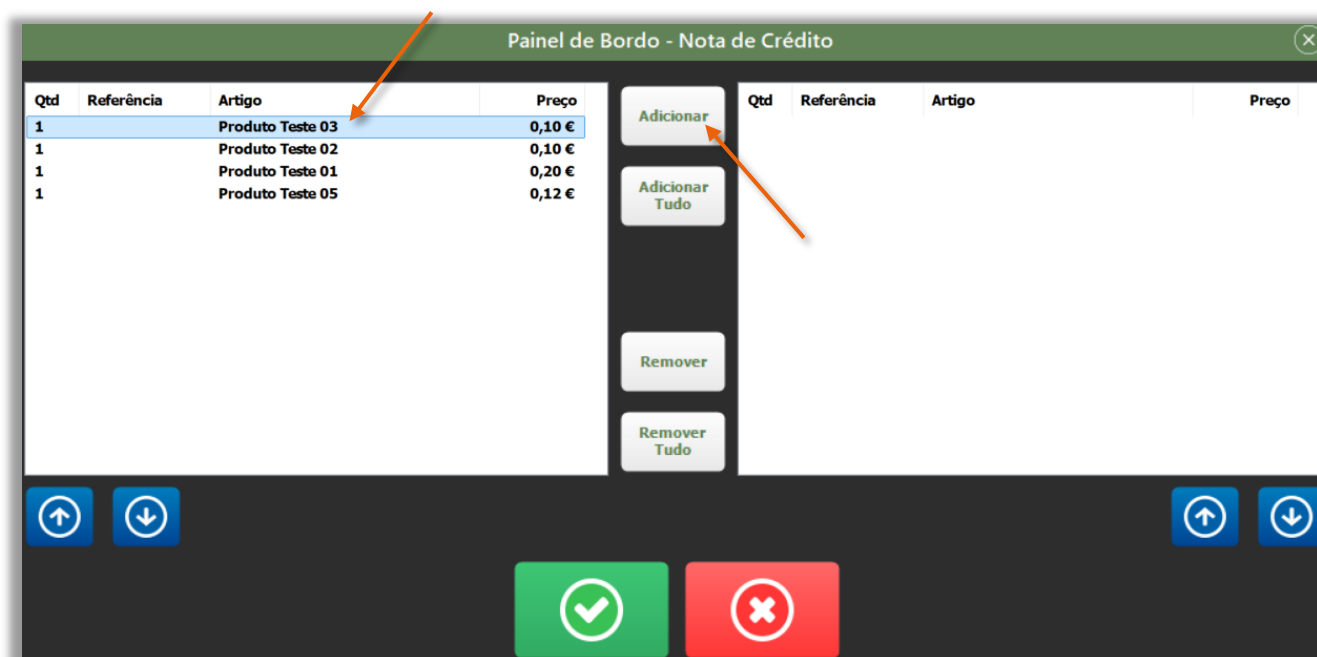 Painel de Bordo - Nota de Crédito
Qtd Referência Artigo Preço
1 Produto Teste 03 0,10 €
1 Produto Teste 02 0,10 €
1 Produto Teste 01 0,20 €
1 Produto Teste 05 0,12 €
Adicionar
Adicionar
Tudo
Remover
Remover
Tudo
Qtd Referência Artigo Preço